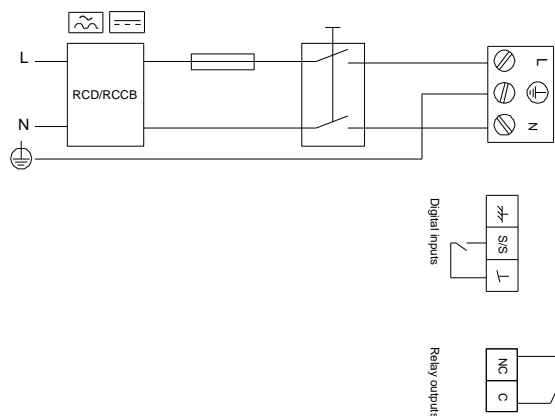 L
RCD/RCCB
N
L
N
Digital inputs
S/S
Relay outputs
NC
C